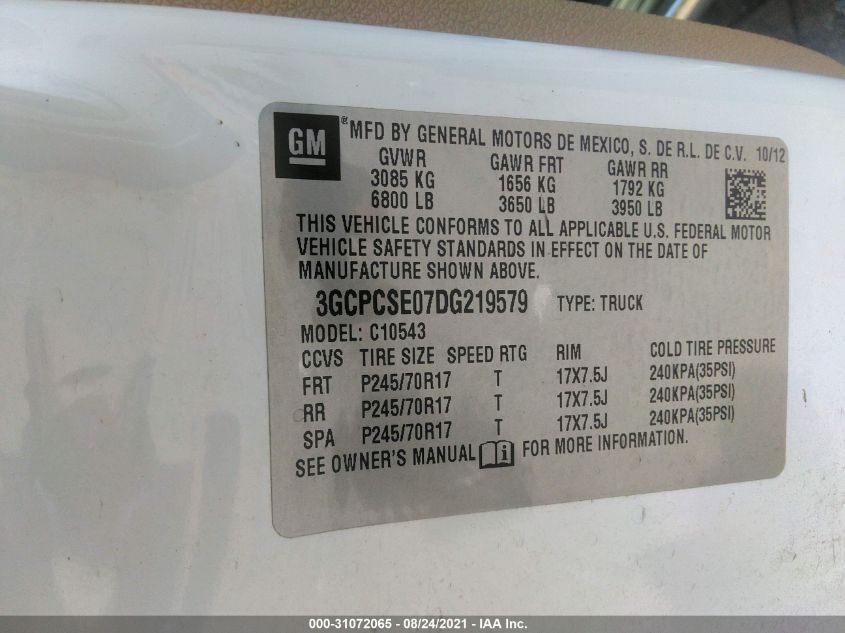 GM ® MFD BY GENERAL MOTORS DE MEXICO, S. DE R.L. DE C.V. 10/12
GVWR GAWR FRT GAWR RR
3085 KG 1656 KG 1792 KG
6800 LB 3650 LB 3950 LB
THIS VEHICLE CONFORMS TO ALL APPLICABLE U.S. FEDERAL MOTOR
VEHICLE SAFETY STANDARDS IN EFFECT ON THE DATE OF
MANUFACTURE SHOWN ABOVE.
3GCPCSE07DG219579 TYPE: TRUCK
MODEL: C10543
CCVS TIRE SIZE SPEED RTG RIM COLD TIRE PRESSURE
FRT P245/70R17 T 17X7.5J 240KPA(35PSI)
RR P245/70R17 T 17X7.5J 240KPA(35PSI)
SPA P245/70R17 T 17X7.5J 240KPA(35PSI)
SEE OWNER'S MANUAL i FOR MORE INFORMATION.
000-31072065 - 08/24/2021 - IAA, Inc.